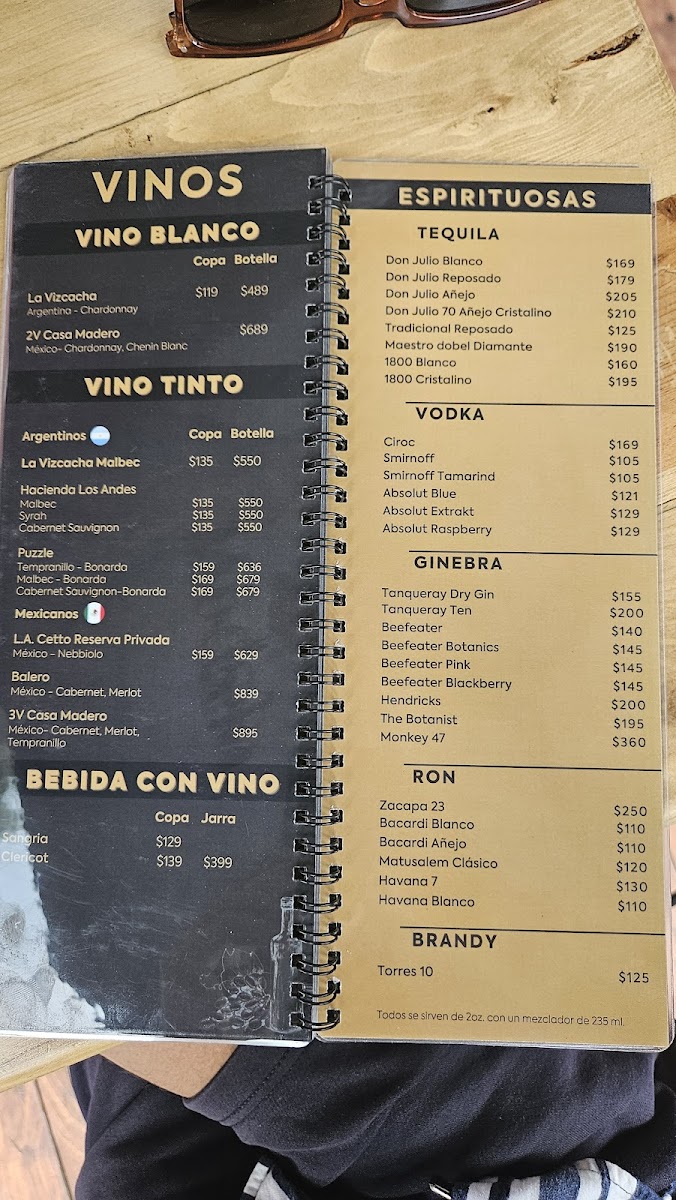 VINOS
VINO BLANCO
Copa Botella
La Vizcacha $119 $489
Argentina - Chardonnay
2V Casa Madero $689
México- Chardonnay, Chenin Blanc
VINO TINTO
Argentinos Copa Botella
La Vizcacha Malbec $135 $550
Hacienda Los Andes
Malbec $135 $550
Syrah $135 $550
Cabernet Sauvignon $135 $550
Puzzle
Tempranillo - Bonarda $159 $636
Malbec - Bonarda $169 $679
Cabernet Sauvignon-Bonarda $169 $679
Mexicanos
L.A. Cetto Reserva Privada
México - Nebbiolo $159 $629
Balero
México - Cabernet, Merlot $839
3V Casa Madero
México- Cabernet, Merlot, $895
Tempranillo
BEBIDA CON VINO
Copa Jarra
Sangria $129
Clericot $139 $399
ESPIRITUOSAS
TEQUILA
Don Julio Blanco $169
Don Julio Reposado $179
Don Julio Añejo $205
Don Julio 70 Añejo Cristalino $210
Tradicional Reposado $125
Maestro dobel Diamante $190
1800 Blanco $160
1800 Cristalino $195
VODKA
Ciroc $169
Smirnoff $105
Smirnoff Tamarind $105
Absolut Blue $121
Absolut Extrakt $129
Absolut Raspberry $129
GINEBRA
Tanqueray Dry Gin $155
Tanqueray Ten $200
Beefeater $140
Beefeater Botanics $145
Beefeater Pink $145
Beefeater Blackberry $145
Hendricks $200
The Botanist $195
Monkey 47 $360
RON
Zacapa 23 $250
Bacardi Blanco $110
Bacardi Añejo $110
Matusalem Clásico $120
Havana 7 $130
Havana Blanco $110
BRANDY
Torres 10 $125
Todos se sirven de 2oz. con un mezclador de 235 ml.